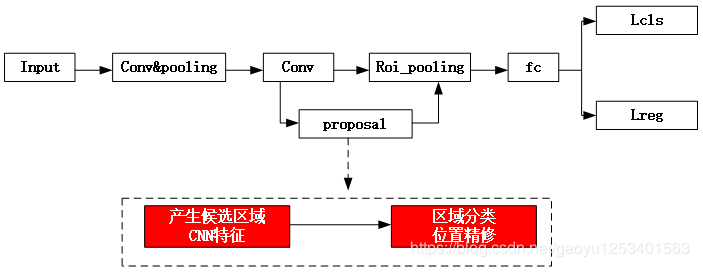 Lcls
Input
Conv&pooling
Conv
Roi_pooling
fc
proposal
Lreg
产生候选区域
CNN特征
区域分类
位置精修
https://blog.csdn.net/gaoyu1253401563